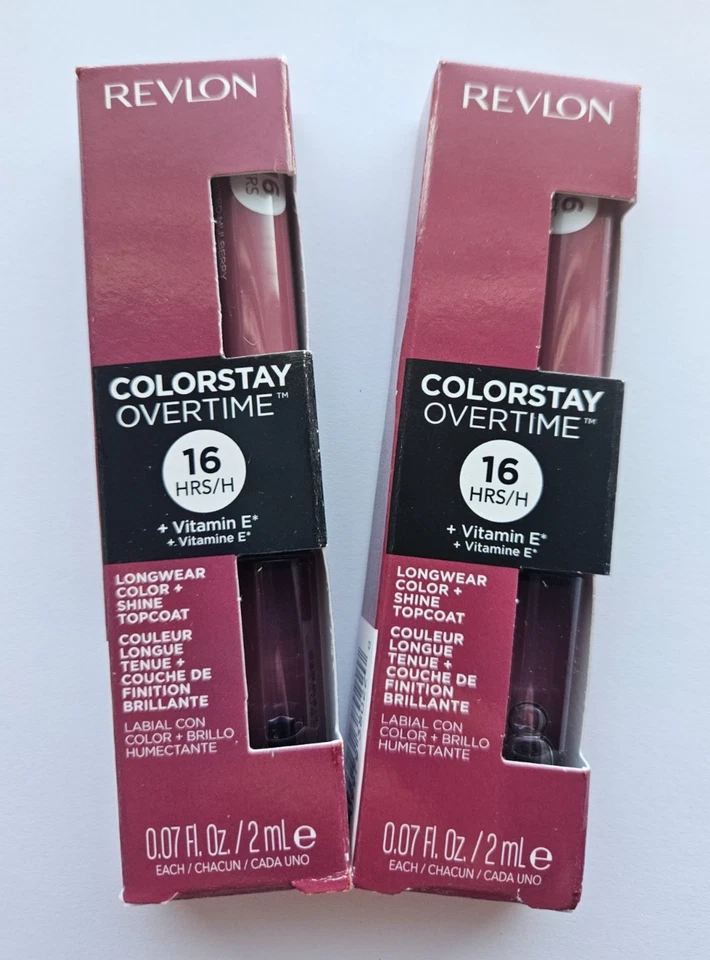 REVLON
16
RS
COLORSTAY
OVERTIME™
16
HRS/H
+ Vitamin E*
+ Vitamine E*
LONGWEAR
COLOR +
SHINE
TOPCOAT
COULEUR
LONGUE
TENUE +
COUCHE DE
FINITION
BRILLANTE
LABIAL CON
COLOR + BRILLO
HUMECTANTE
0.07 Fl. Oz. / 2 mL e
EACH / CHACUN / CADA UNO
REVLON
6
COLORSTAY
OVERTIME™
16
HRS/H
+ Vitamin E*
+ Vitamine E*
LONGWEAR
COLOR +
SHINE
TOPCOAT
COULEUR
LONGUE
TENUE +
COUCHE DE
FINITION
BRILLANTE
LABIAL CON
COLOR + BRILLO
HUMECTANTE
0.07 Fl. Oz. / 2 mL e
EACH / CHACUN / CADA UNO